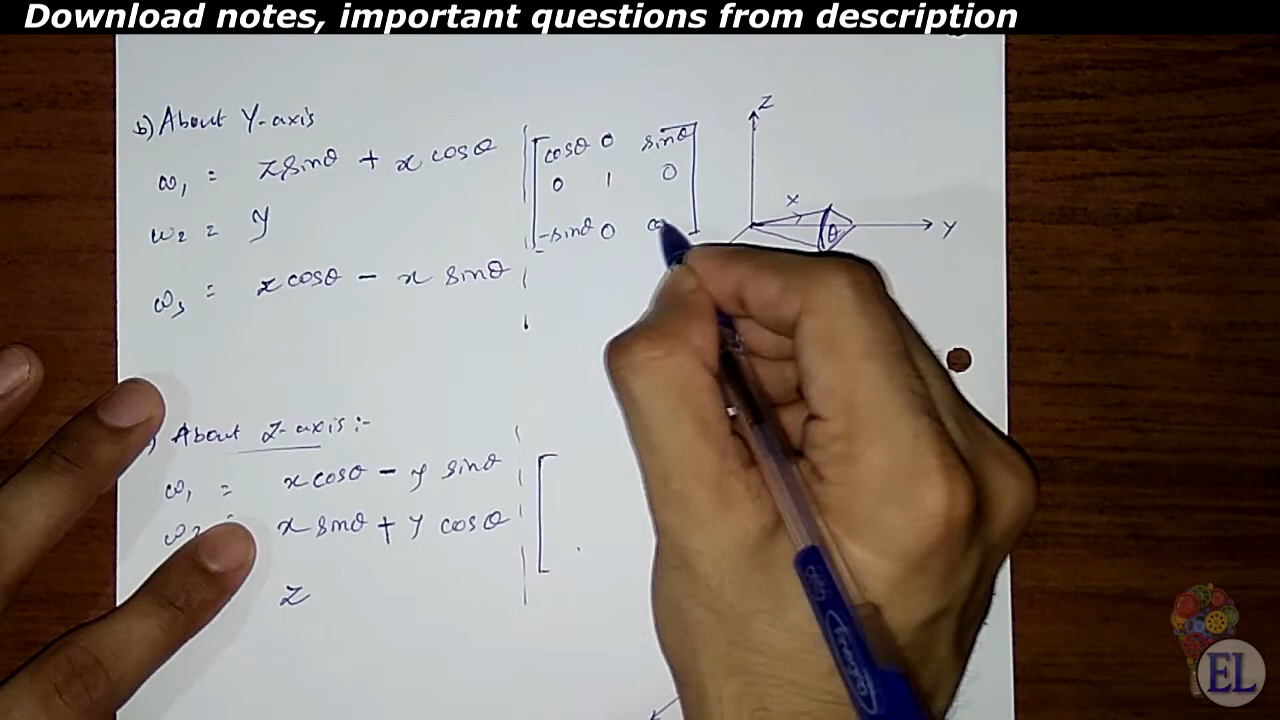 Download notes, important questions from description
b) About Y-axis
ω₁ = z sinθ + x cosθ
ω₂ = y
ω₃ = z cosθ - x sinθ
cosθ 0 sinθ
0 1 0
-sinθ 0
Z
X
Y
θ
) About Z-axis :-
ω₁ = x cosθ - y sinθ
= x sinθ + y cosθ
Z
EL